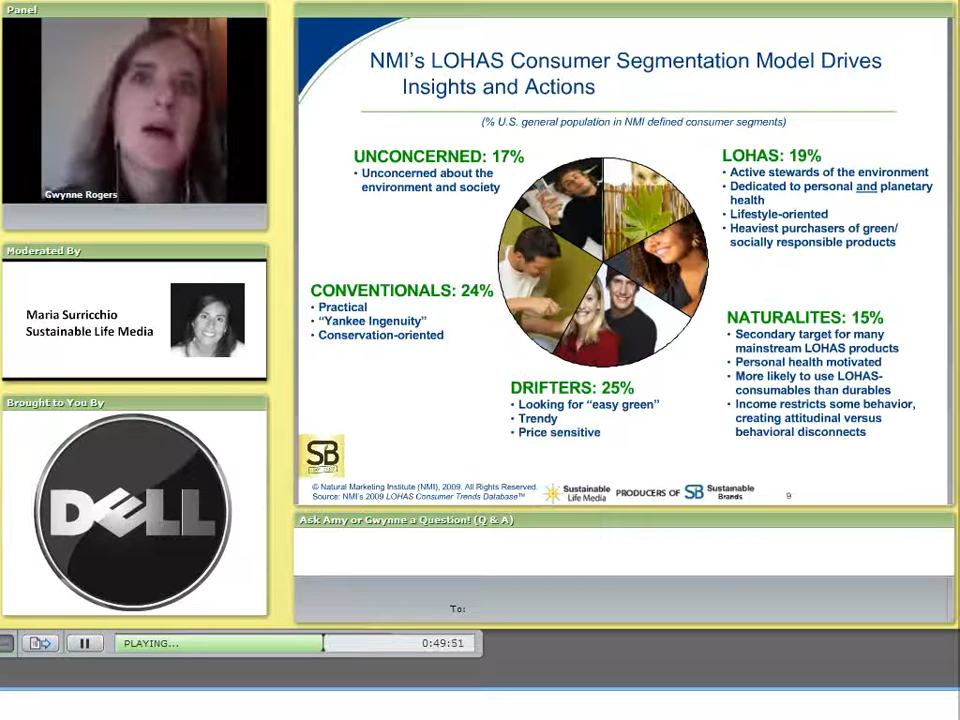 Panel
Gwynne Rogers
Moderated By
Maria Surricchio
Sustainable Life Media
Brought to You By
DELL
NMI's LOHAS Consumer Segmentation Model Drives
Insights and Actions
(% U.S. general population in NMI defined consumer segments)
UNCONCERNED: 17%
• Unconcerned about the
environment and society
LOHAS: 19%
• Active stewards of the environment
• Dedicated to personal and planetary
health
• Lifestyle-oriented
• Heaviest purchasers of green/
socially responsible products
CONVENTIONALS: 24%
• Practical
• “Yankee Ingenuity”
• Conservation-oriented
NATURALITES: 15%
• Secondary target for many
mainstream LOHAS products
• Personal health motivated
• More likely to use LOHAS-
consumables than durables
• Income restricts some behavior,
creating attitudinal versus
behavioral disconnects
DRIFTERS: 25%
• Looking for “easy green”
• Trendy
• Price sensitive
SB
© Natural Marketing Institute (NMI), 2009. All Rights Reserved.
Source: NMI's 2009 LOHAS Consumer Trends Database™
Sustainable
Life Media
PRODUCERS OF
SB
Sustainable
Brands
9
Ask Amy or Gwynne a Question! (Q & A)
To:
PLAYING...
0:49:51